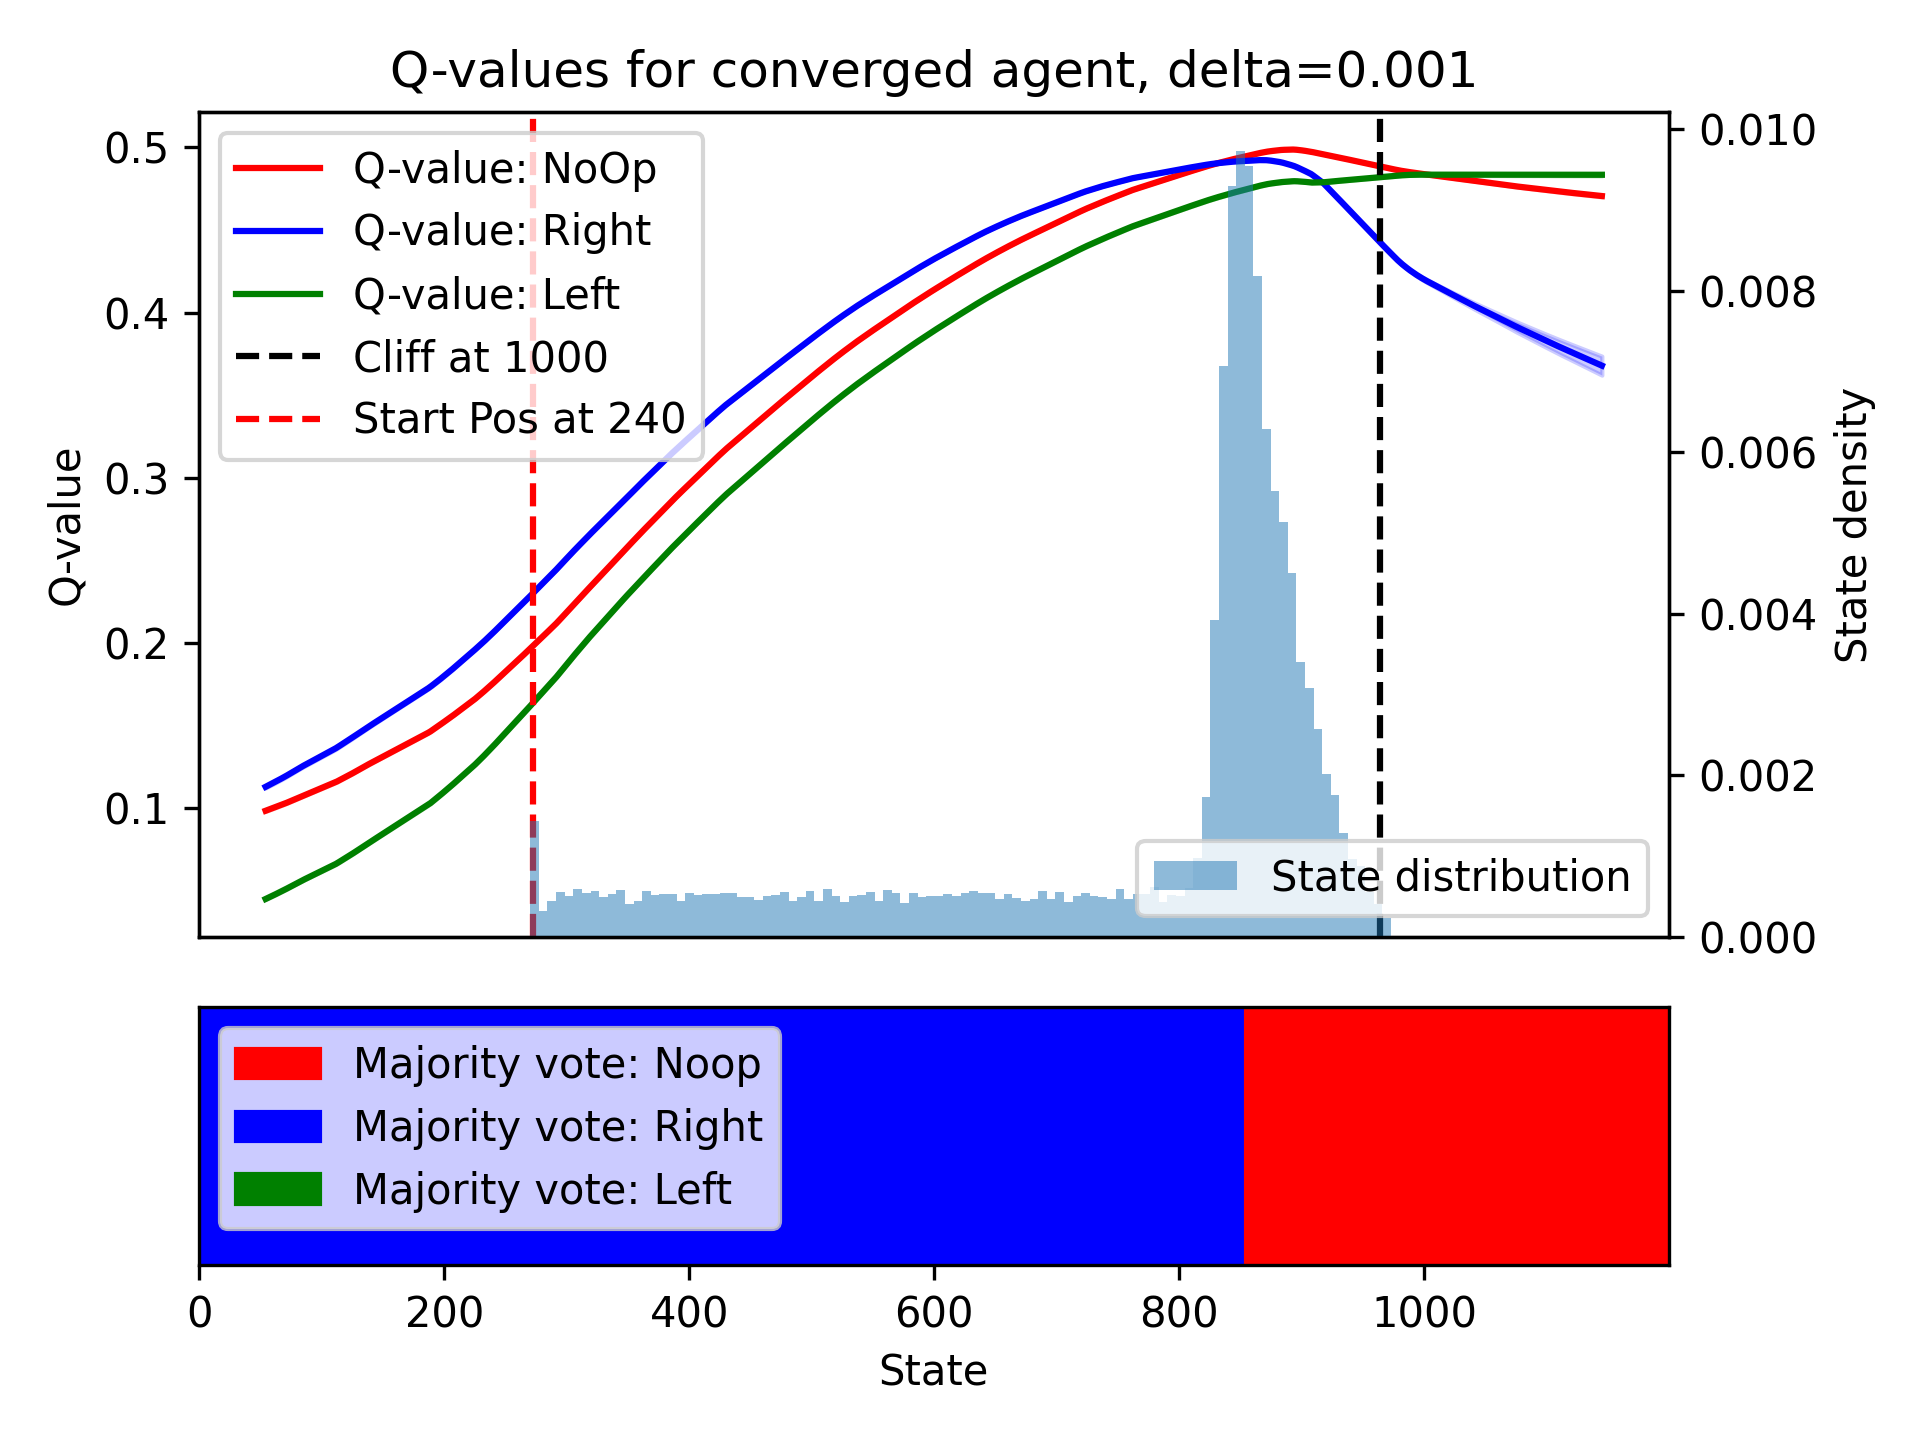 Q-values for converged agent, delta=0.001
Q-value
0.5
0.4
0.3
0.2
0.1
Q-value: NoOp
Q-value: Right
Q-value: Left
Cliff at 1000
Start Pos at 240
State distribution
0.010
0.008
0.006
0.004
0.002
0.000
State density
Majority vote: Noop
Majority vote: Right
Majority vote: Left
0 200 400 600 800 1000
State